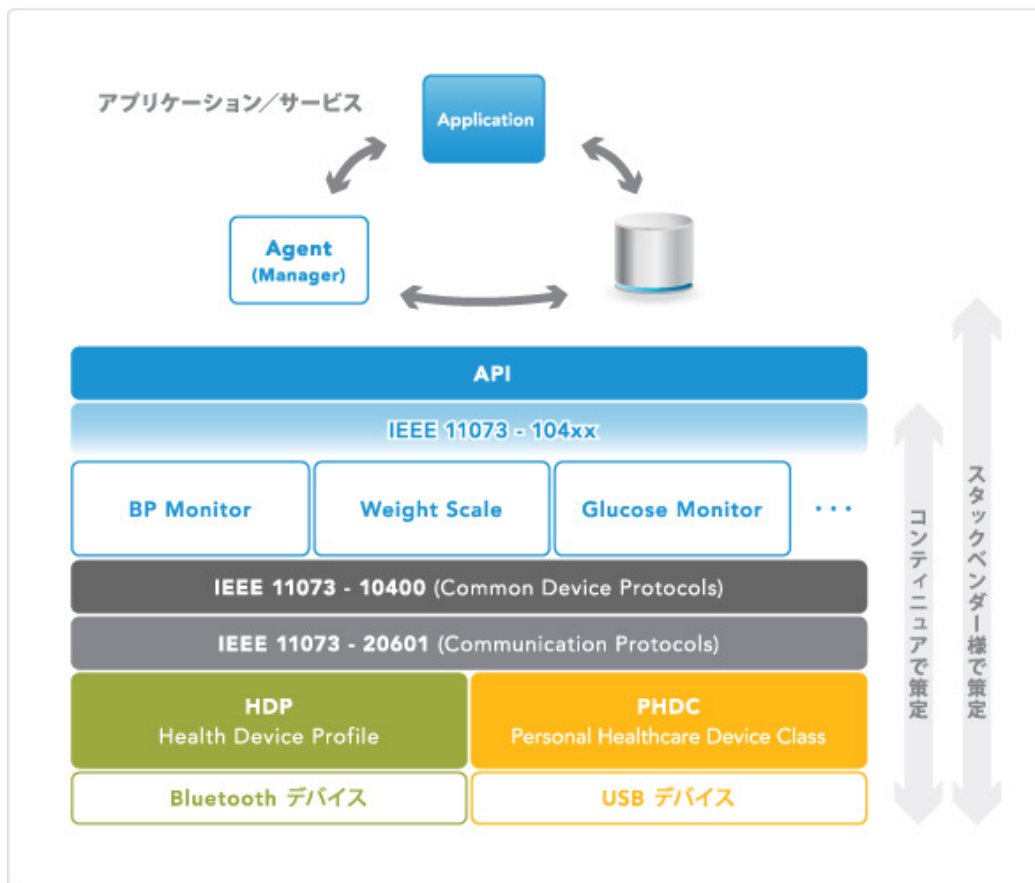 アプリケーション／サービス
Application
Agent
(Manager)
API
IEEE 11073 - 104xx
BP Monitor
Weight Scale
Glucose Monitor
・・・
IEEE 11073 - 10400 (Common Device Protocols)
IEEE 11073 - 20601 (Communication Protocols)
HDP
Health Device Profile
PHDC
Personal Healthcare Device Class
Bluetooth デバイス
USB デバイス
コンティニュアで策定
スタックベンダー様で策定